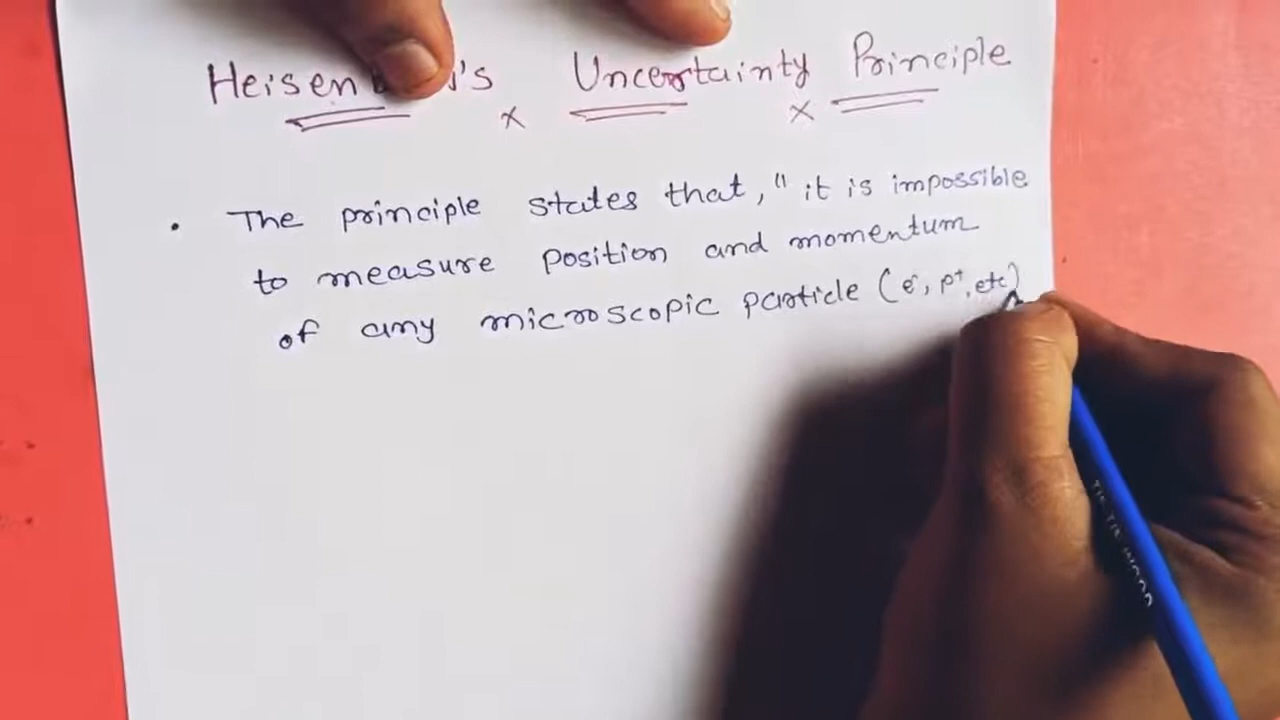 Heisen 's Uncertainty Principle
x x
. The principle states that, " it is impossible
to measure position and momentum
of any microscopic particle (e⁻, p⁺, etc)